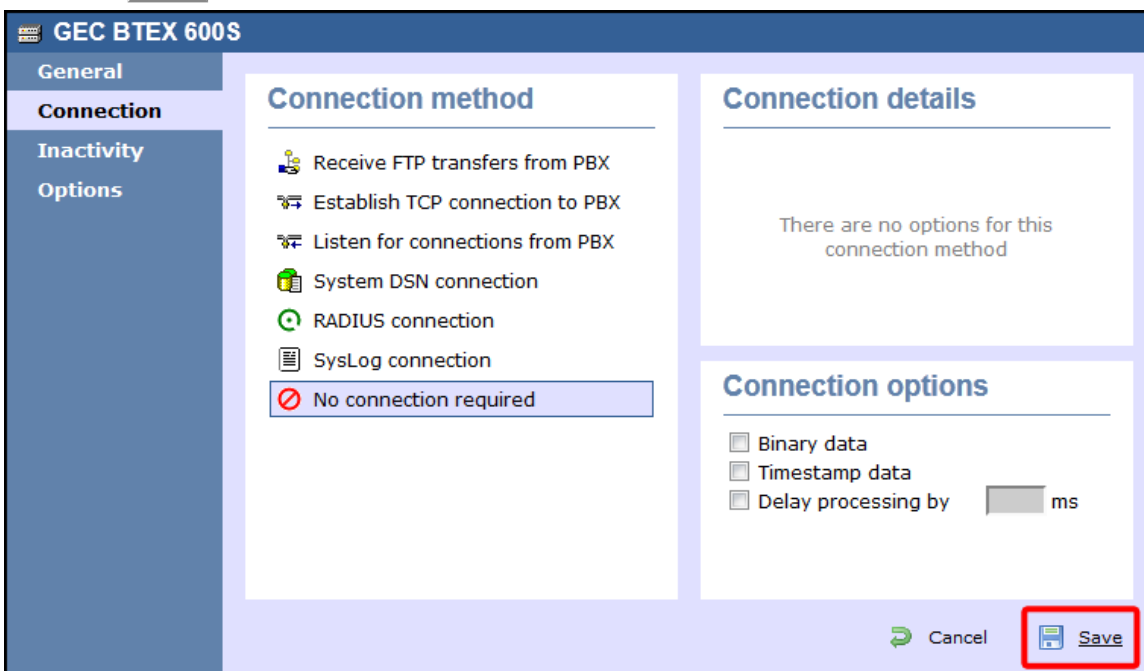 GEC BTEX 600S
General
Connection
Inactivity
Options
Connection method
Receive FTP transfers from PBX
Establish TCP connection to PBX
Listen for connections from PBX
System DSN connection
RADIUS connection
SysLog connection
No connection required
Connection details
There are no options for this
connection method
Connection options
Binary data
Timestamp data
Delay processing by ms
Cancel
Save